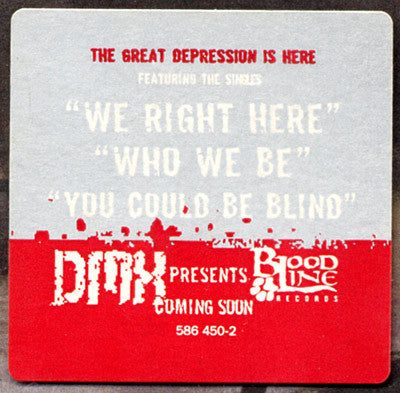 THE GREAT DEPRESSION IS HERE
FEATURING THE SINGLES
“WE RIGHT HERE”
“WHO WE BE”
“YOU COULD BE BLIND”
DMX PRESENTS BLOOD LINE RECORDS
COMING SOON
586 450-2